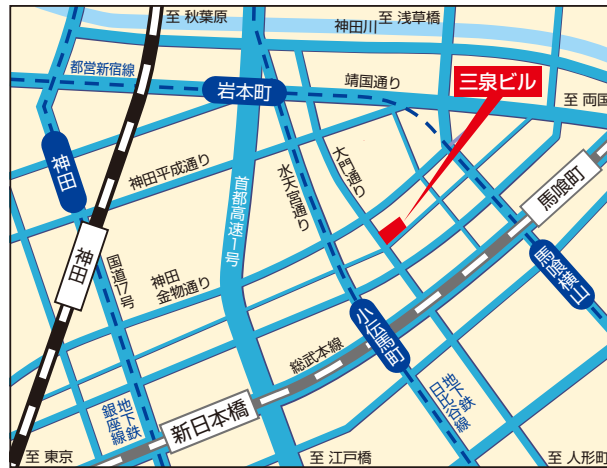 至 秋葉原
至 浅草橋
神田川
都営新宿線
靖国通り
三泉ビル
岩本町
至 両国
神田
神田平成通り
大門通り
水天宮通り
首都高速1号
馬喰町
神田
国道17号
神田
金物通り
馬喰横山
小伝馬町
総武本線
地下鉄
銀座線
新日本橋
地下鉄
日比谷線
至 東京
至 江戸橋
至 人形町